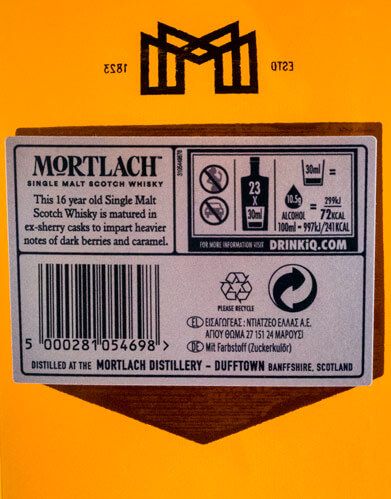 1823 ESTD
MORTLACH™
SINGLE MALT SCOTCH WHISKY
This 16 year old Single Malt
Scotch Whisky is matured in
ex-sherry casks to impart heavier
notes of dark berries and caramel.
23
X
30ml
30ml =
10.5g = 299kJ
ALCOHOL 72KCAL
100ml = 997kJ/241KCAL
FOR MORE INFORMATION VISIT DRINKiQ.COM
PLEASE RECYCLE
EL ΕΙΣΑΓΩΓΕΑΣ : ΝΤΙΑΤΖΕΟ ΕΛΛΑΣ Α.Ε.
ΑΓΙΟΥ ΘΩΜΑ 27 151 24 ΜΑΡΟΥΣΙ
DE Mit Farbstoff (Zuckerkulör)
5 000281 054698 >
DISTILLED AT THE MORTLACH DISTILLERY – DUFFTOWN BANFFSHIRE, SCOTLAND